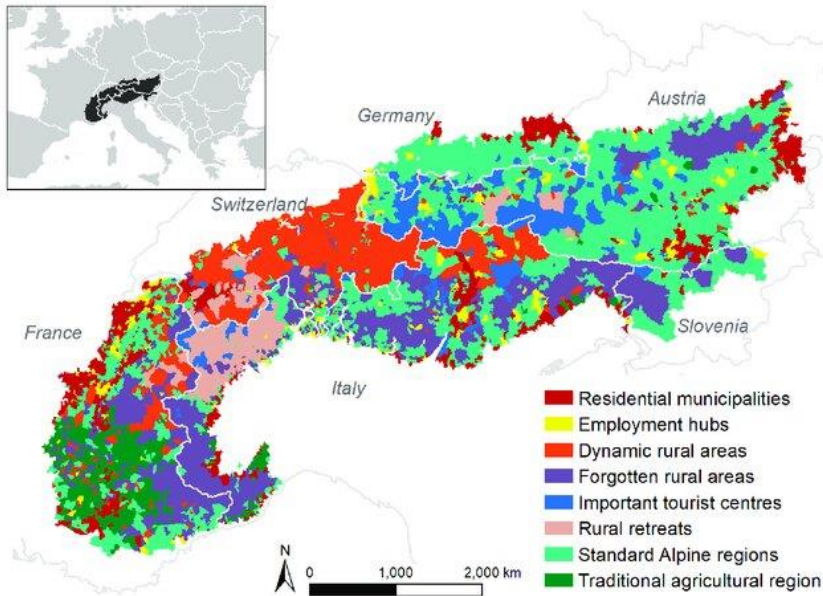 Germany
Austria
Switzerland
France
Slovenia
Italy
Residential municipalities
Employment hubs
Dynamic rural areas
Forgotten rural areas
Important tourist centres
Rural retreats
Standard Alpine regions
Traditional agricultural region
N
0 1,000 2,000 km